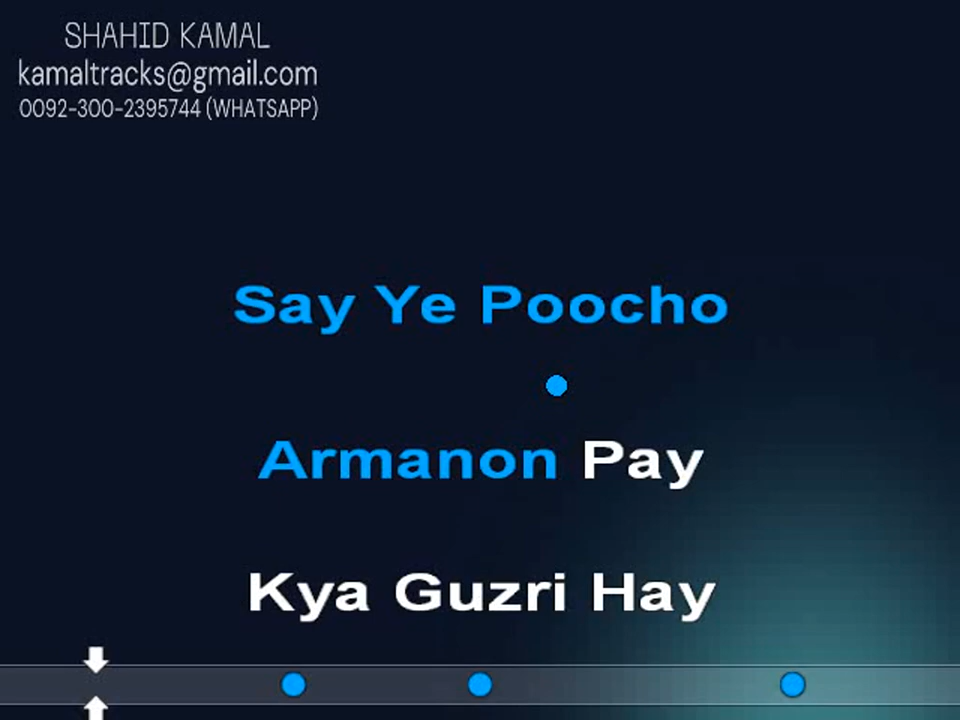 SHAHID KAMAL
kamaltracks@gmail.com
0092-300-2395744 (WHATSAPP)
Say Ye Poocho
Armanon Pay
Kya Guzri Hay